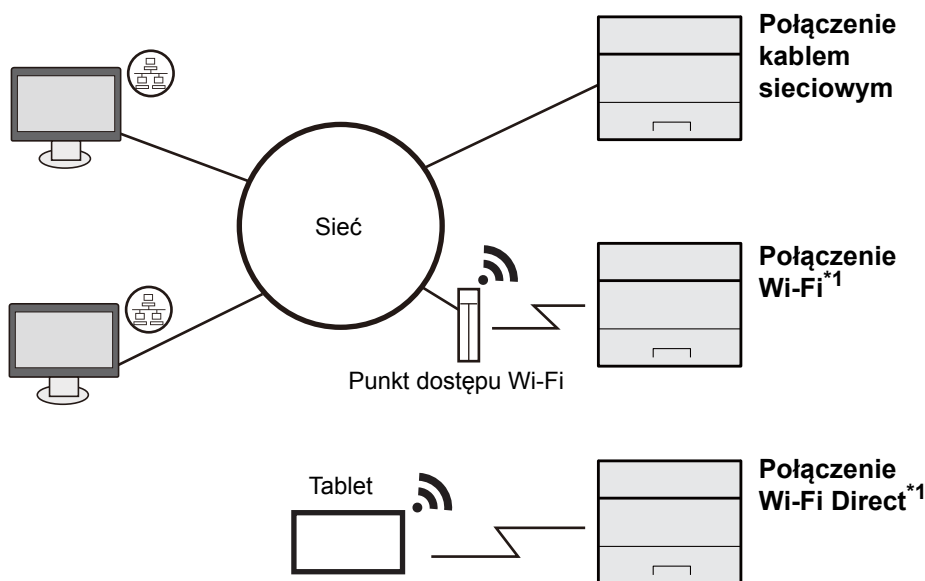 Połączenie
kablem
sieciowym
Sieć
Połączenie
Wi-Fi*1
Punkt dostępu Wi-Fi
Tablet
Połączenie
Wi-Fi Direct*1